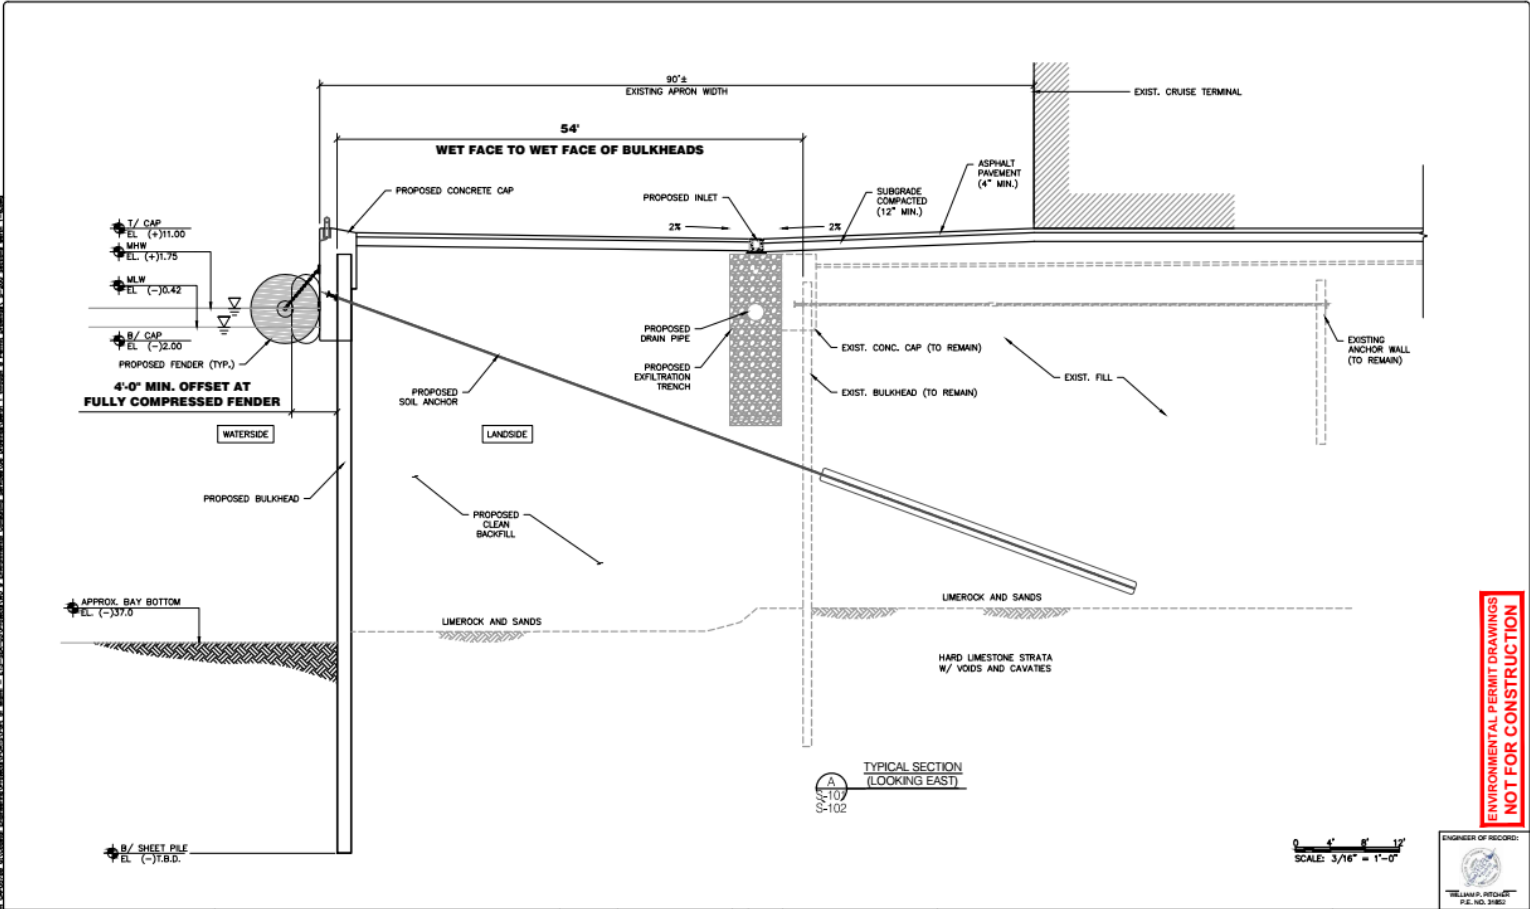 90'±
EXISTING APRON WIDTH
EXIST. CRUISE TERMINAL
54'
WET FACE TO WET FACE OF BULKHEADS
ASPHALT
PAVEMENT
(4" MIN.)
PROPOSED CONCRETE CAP
PROPOSED INLET
SUBGRADE
COMPACTED
(12" MIN.)
2%
2%
T/ CAP
EL (+)11.00
MHW
EL. (+)1.75
MLW
EL (-)0.42
B/ CAP
EL (-)2.00
PROPOSED FENDER (TYP.)
4'-0" MIN. OFFSET AT
FULLY COMPRESSED FENDER
WATERSIDE
LANDSIDE
PROPOSED
SOIL ANCHOR
PROPOSED
DRAIN PIPE
PROPOSED
EXFILTRATION
TRENCH
EXIST. CONC. CAP (TO REMAIN)
EXIST. BULKHEAD (TO REMAIN)
EXIST. FILL
EXISTING
ANCHOR WALL
(TO REMAIN)
PROPOSED BULKHEAD
PROPOSED
CLEAN
BACKFILL
APPROX. BAY BOTTOM
EL. (-)37.0
LIMEROCK AND SANDS
LIMEROCK AND SANDS
HARD LIMESTONE STRATA
W/ VOIDS AND CAVATIES
A
S-101
S-102
TYPICAL SECTION
(LOOKING EAST)
B/ SHEET PILE
EL (-)T.B.D.
0 4' 8' 12'
SCALE: 3/16" = 1'-0"
ENVIRONMENTAL PERMIT DRAWINGS
NOT FOR CONSTRUCTION
ENGINEER OF RECORD:
WILLIAM P. PITCHER
P.E. NO. 31852